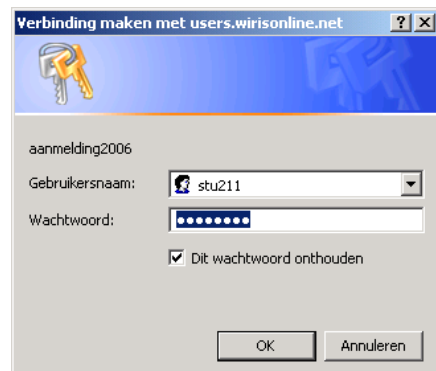 Verbinding maken met users.wirisonline.net
aanmelding2006
Gebruikersnaam: stu211
Wachtwoord: ●●●●●●●●
Dit wachtwoord onthouden
OK Annuleren